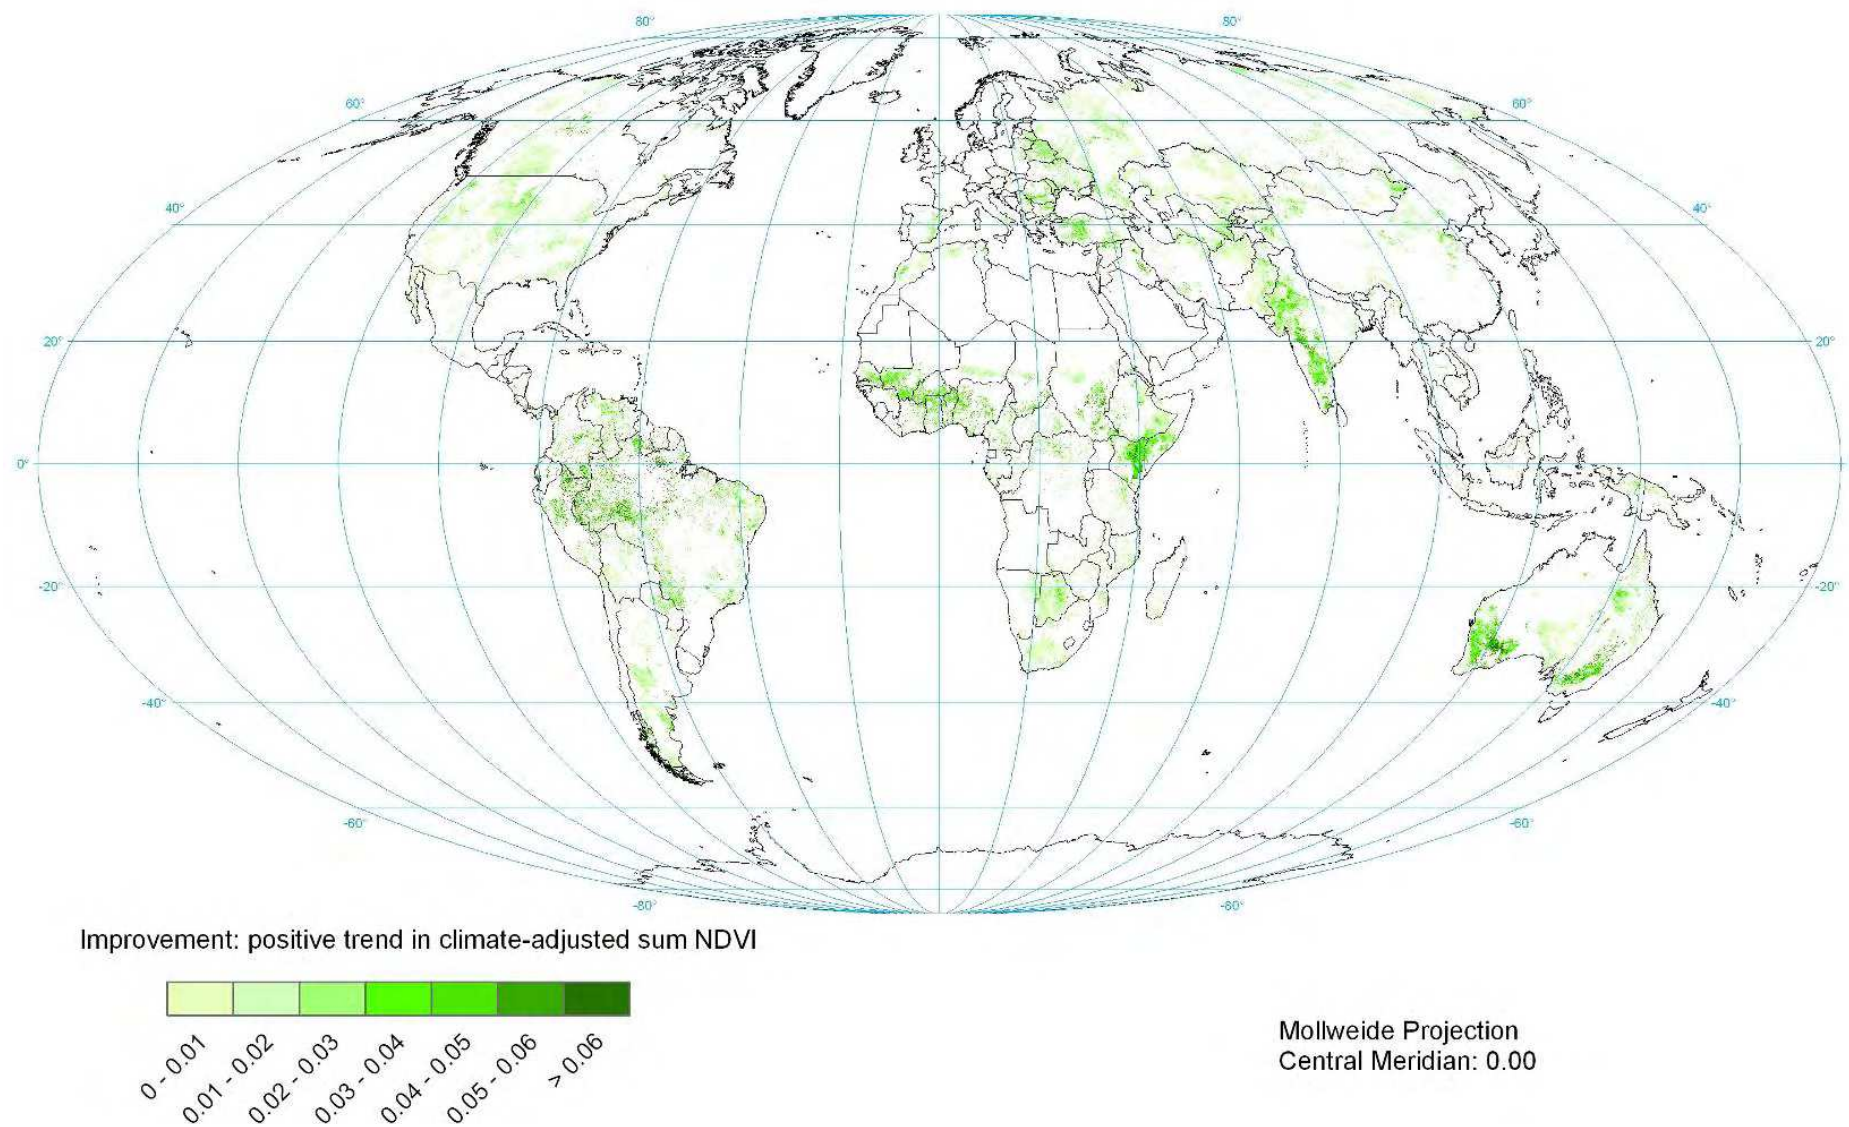 80° 80°
60° 60°
40° 40°
20° 20°
0°
-20° -20°
-40° -40°
-60° -60°
-80° -80°
Improvement: positive trend in climate-adjusted sum NDVI
0 - 0.01
0.01 - 0.02
0.02 - 0.03
0.03 - 0.04
0.04 - 0.05
0.05 - 0.06
> 0.06
Mollweide Projection
Central Meridian: 0.00